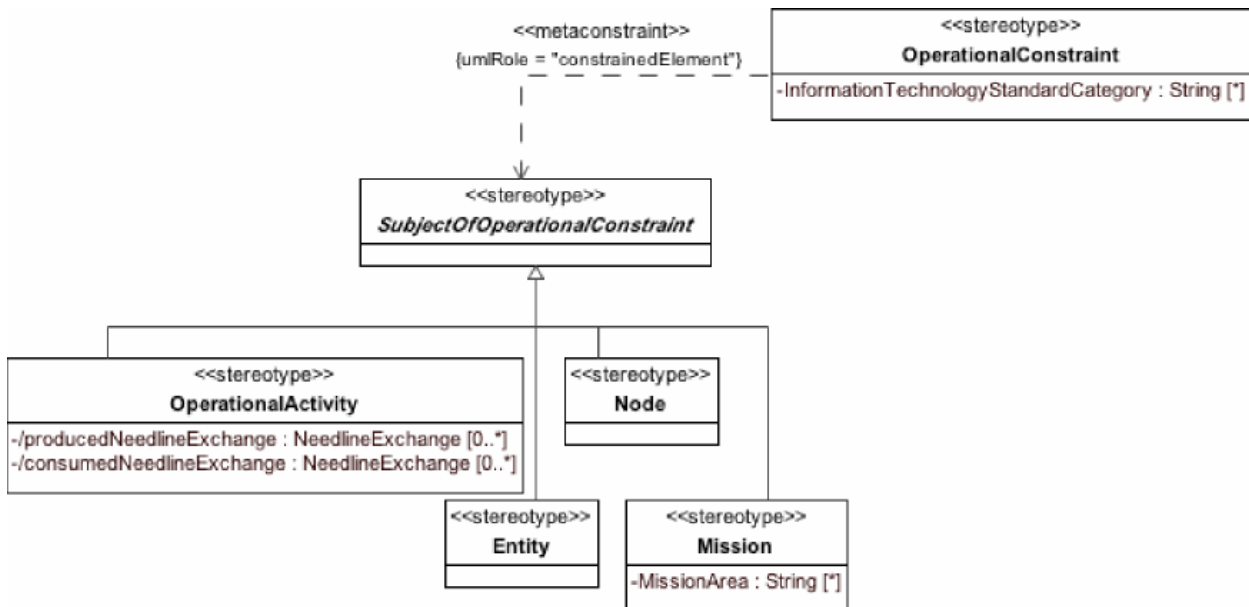 <<metaconstraint>>
{umlRole = "constrainedElement"}
<<stereotype>>
OperationalConstraint
-InformationTechnologyStandardCategory : String [*]
<<stereotype>>
SubjectOfOperationalConstraint
<<stereotype>>
OperationalActivity
-/producedNeedlineExchange : NeedlineExchange [0..*]
-/consumedNeedlineExchange : NeedlineExchange [0..*]
<<stereotype>>
Node
<<stereotype>>
Entity
<<stereotype>>
Mission
-MissionArea : String [*]